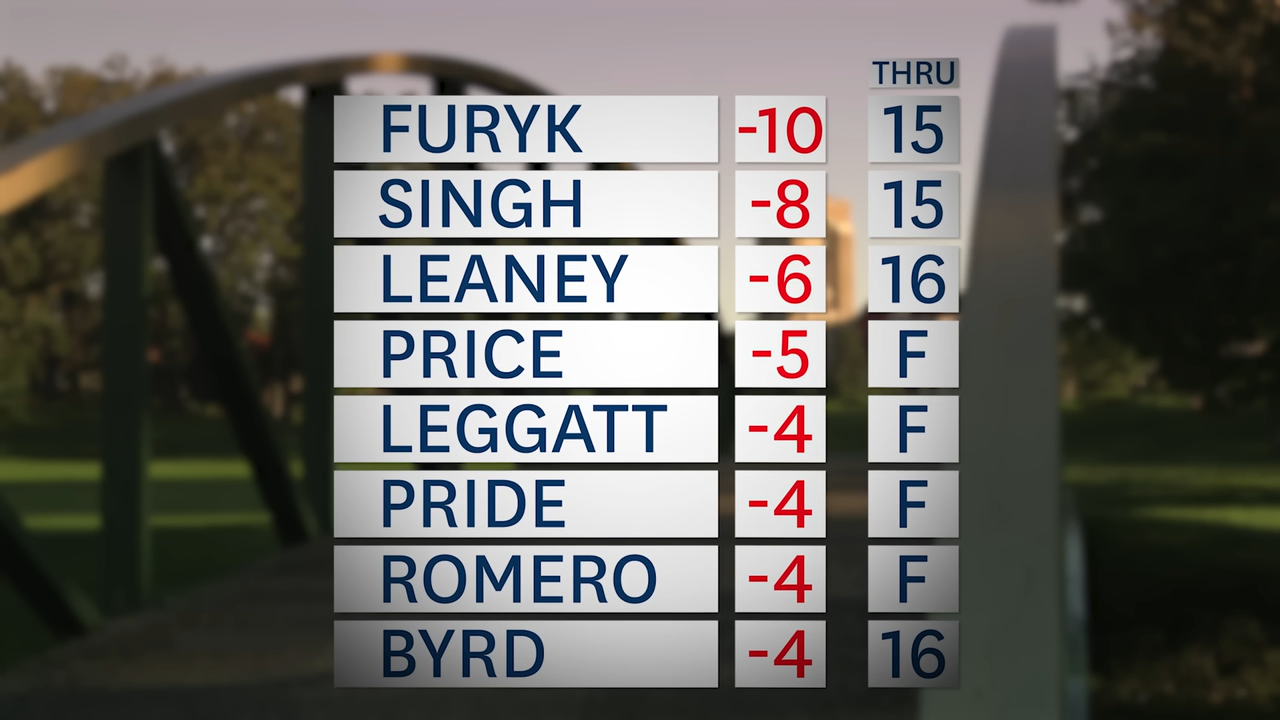 THRU
FURYK -10 15
SINGH -8 15
LEANEY -6 16
PRICE -5 F
LEGGATT -4 F
PRIDE -4 F
ROMERO -4 F
BYRD -4 16